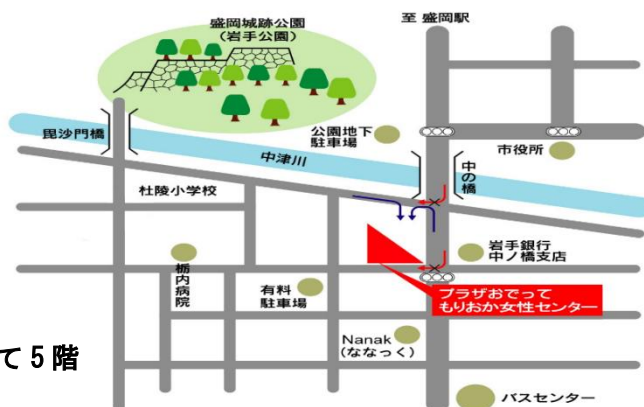 盛岡城跡公園
(岩手公園)
至 盛岡駅
毘沙門橋
公園地下
駐車場
中津川
中の橋
市役所
杜陵小学校
岩手銀行
中ノ橋支店
栃内病院
有料
駐車場
プラザおでって
もりおか女性センター
Nanak
(ななっく)
て5階
バスセンター